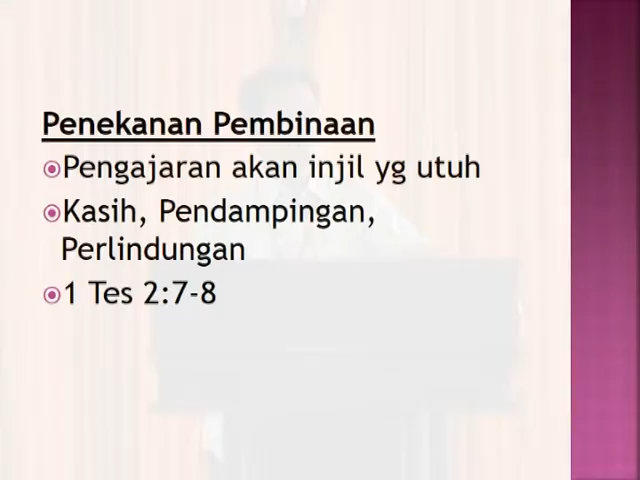 Penekanan Pembinaan
Pengajaran akan injil yg utuh
Kasih, Pendampingan,
Perlindungan
1 Tes 2:7-8